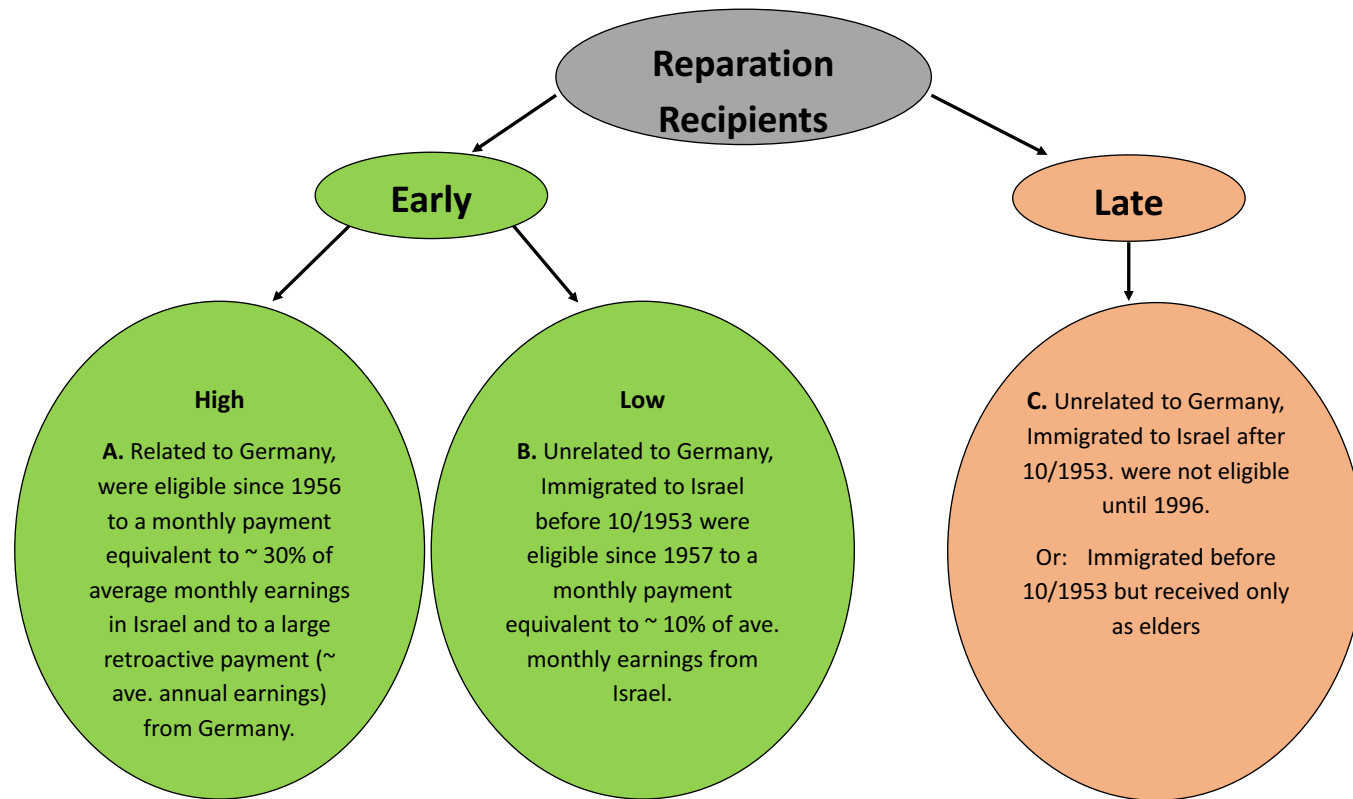 Reparation
Recipients
Early
Late
High
A. Related to Germany,
were eligible since 1956
to a monthly payment
equivalent to ~ 30% of
average monthly earnings
in Israel and to a large
retroactive payment (~
ave. annual earnings)
from Germany.
Low
B. Unrelated to Germany,
Immigrated to Israel
before 10/1953 were
eligible since 1957 to a
monthly payment
equivalent to ~ 10% of ave.
monthly earnings from
Israel.
C. Unrelated to Germany,
Immigrated to Israel after
10/1953. were not eligible
until 1996.
Or: Immigrated before
10/1953 but received only
as elders